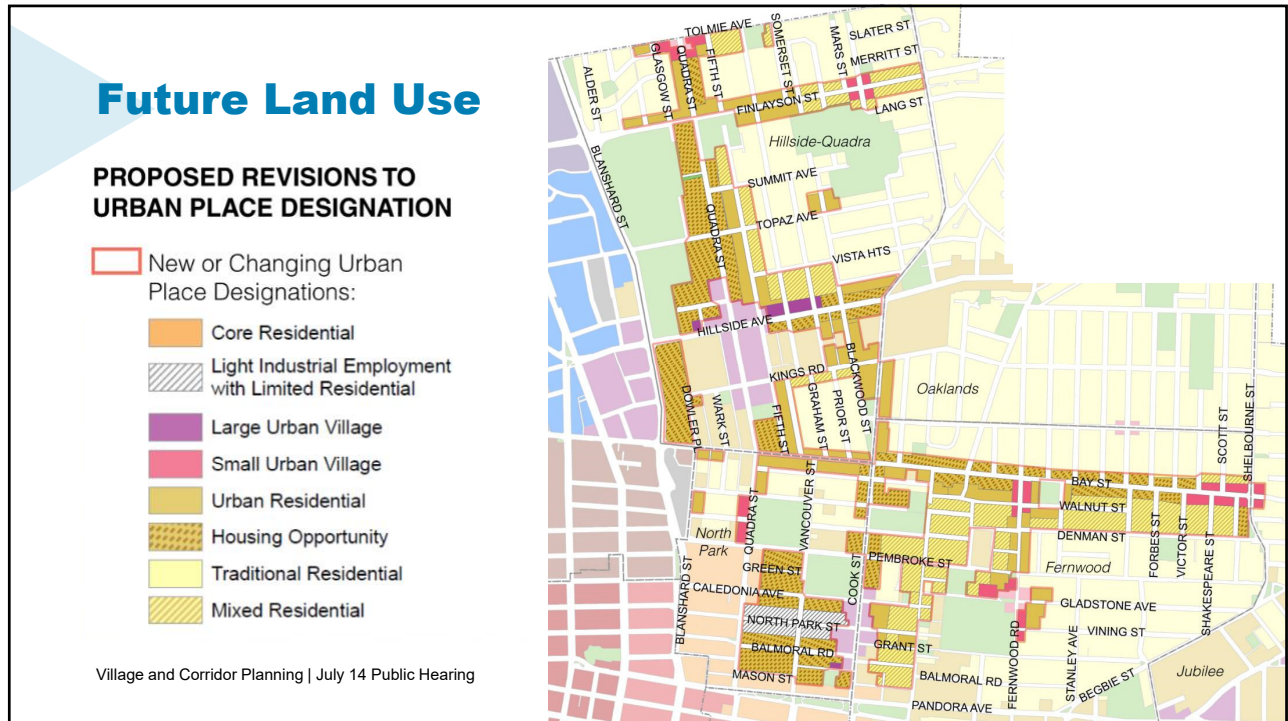 Future Land Use
PROPOSED REVISIONS TO
URBAN PLACE DESIGNATION
New or Changing Urban
Place Designations:
Core Residential
Light Industrial Employment
with Limited Residential
Large Urban Village
Small Urban Village
Urban Residential
Housing Opportunity
Traditional Residential
Mixed Residential
Village and Corridor Planning | July 14 Public Hearing
TOLMIE AVE
SOMERSET ST
MARS ST
SLATER ST
MERRITT ST
ALDER ST
GLASGOW ST
QUADRA ST
FIFTH ST
FINLAYSON ST
LANG ST
Hillside-Quadra
BLANSHARD ST
SUMMIT AVE
QUADRA ST
TOPAZ AVE
VISTA HTS
HILLSIDE AVE
KINGS RD
BLACKWOOD ST
Oaklands
DOWLER PL
WARK ST
FIFTH ST
GRAHAM ST
PRIOR ST
SCOTT ST
SHELBOURNE ST
BAY ST
WALNUT ST
DENMAN ST
North
Park
QUADRA ST
VANCOUVER ST
FORBES ST
VICTOR ST
SHAKESPEARE ST
GREEN ST
COOK ST
PEMBROKE ST
Fernwood
BLANSHARD ST
CALEDONIA AVE
GLADSTONE AVE
NORTH PARK ST
VINING ST
BALMORAL RD
GRANT ST
FERNWOOD RD
STANLEY AVE
MASON ST
BALMORAL RD
BEGBIE ST
Jubilee
PANDORA AVE